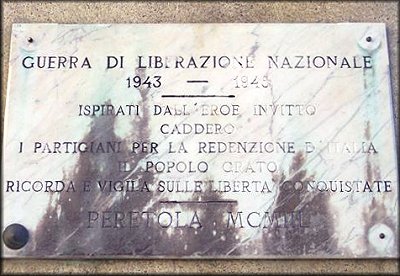 GUERRA DI LIBERAZIONE NAZIONALE
1943 — 1945
ISPIRATI DALL'EROE INVITTO
CADDERO
I PARTIGIANI PER LA REDENZIONE D'ITALIA
IL POPOLO GRATO
RICORDA E VIGILA SULLE LIBERTA' CONQUISTATE
PERETOLA